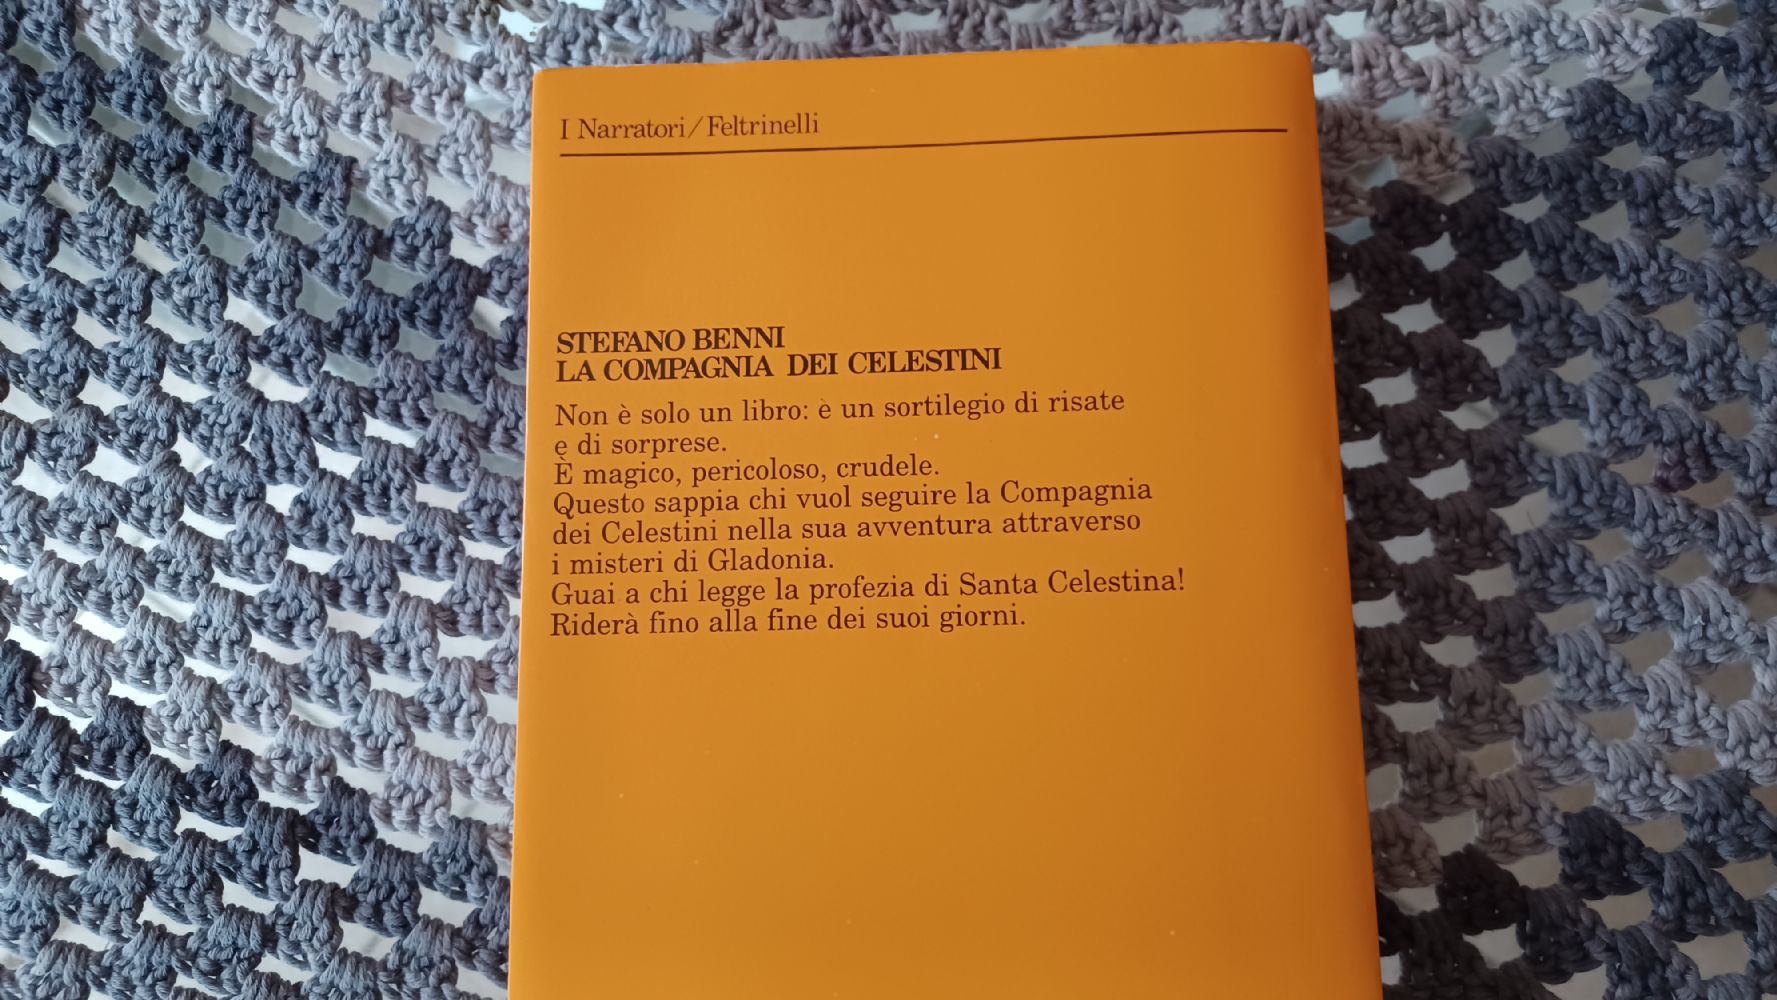 I Narratori/Feltrinelli
STEFANO BENNI
LA COMPAGNIA DEI CELESTINI
Non è solo un libro: è un sortilegio di risate
e di sorprese.
È magico, pericoloso, crudele.
Questo sappia chi vuol seguire la Compagnia
dei Celestini nella sua avventura attraverso
i misteri di Gladonia.
Guai a chi legge la profezia di Santa Celestina!
Riderà fino alla fine dei suoi giorni.